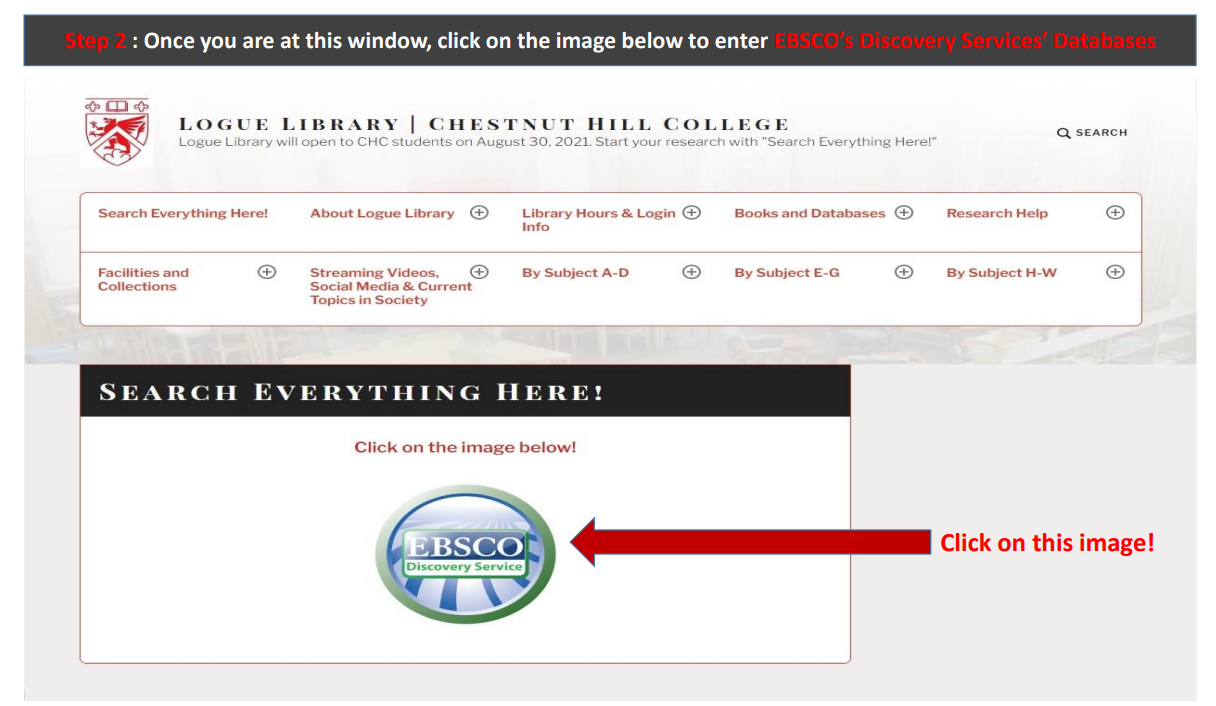 Step 2 : Once you are at this window, click on the image below to enter EBSCO's Discovery Services' Databases
LOGUE LIBRARY | CHESTNUT HILL COLLEGE
Logue Library will open to CHC students on August 30, 2021. Start your research with "Search Everything Here!"
SEARCH
Search Everything Here!
About Logue Library
Library Hours & Login
Info
Books and Databases
Research Help
Facilities and
Collections
Streaming Videos,
Social Media & Current
Topics in Society
By Subject A-D
By Subject E-G
By Subject H-W
SEARCH EVERYTHING HERE!
Click on the image below!
EBSCO
Discovery Service
Click on this image!